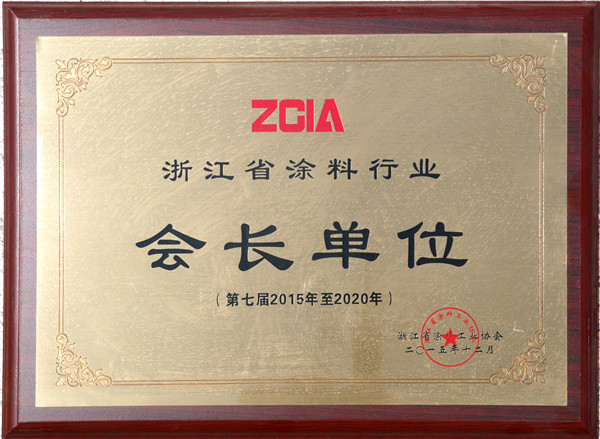 ZCIA
浙江省涂料行业
会长单位
(第七届2015年至2020年)
浙江省涂料工业协会
二〇一五年十二月